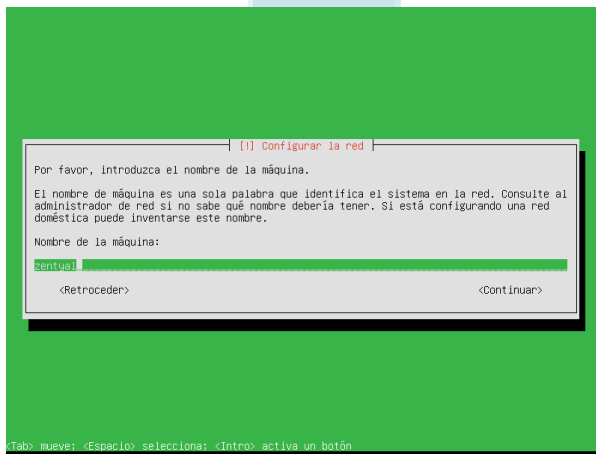 [!] Configurar la red
Por favor, introduzca el nombre de la máquina.
El nombre de máquina es una sola palabra que identifica el sistema en la red. Consulte al
administrador de red si no sabe qué nombre debería tener. Si está configurando una red
doméstica puede inventarse este nombre.
Nombre de la máquina:
zentyal
<Retroceder> <Continuar>
<Tab> mueve; <Espacio> selecciona; <Intro> activa un botón